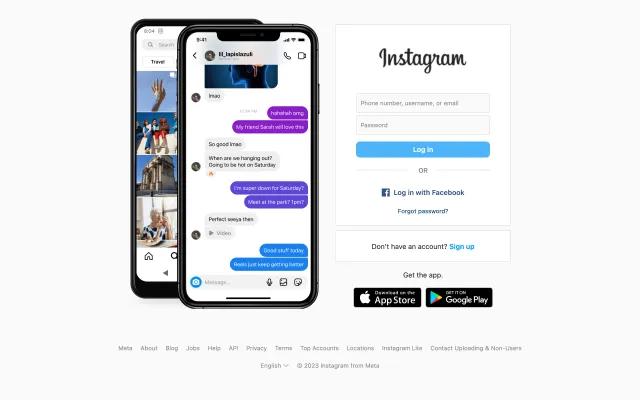 8:04
Search
Travel
9:41
lil_lapislazuli
lmao
12:38 PM
hahahah omg
My friend Sarah will love this
So good lmao
When are we hanging out?
Going to be hot on Saturday
I'm super down for Saturday?
Meet at the park? 1pm?
Perfect seeya then
Video
Good stuff today
Reels just keep getting better
Message...
Instagram
Phone number, username, or email
Password
Log in
OR
Log in with Facebook
Forgot password?
Don't have an account? Sign up
Get the app.
Download on the
App Store
GET IT ON
Google Play
Meta About Blog Jobs Help API Privacy Terms Top Accounts Locations Instagram Lite Contact Uploading & Non-Users
English © 2023 Instagram from Meta